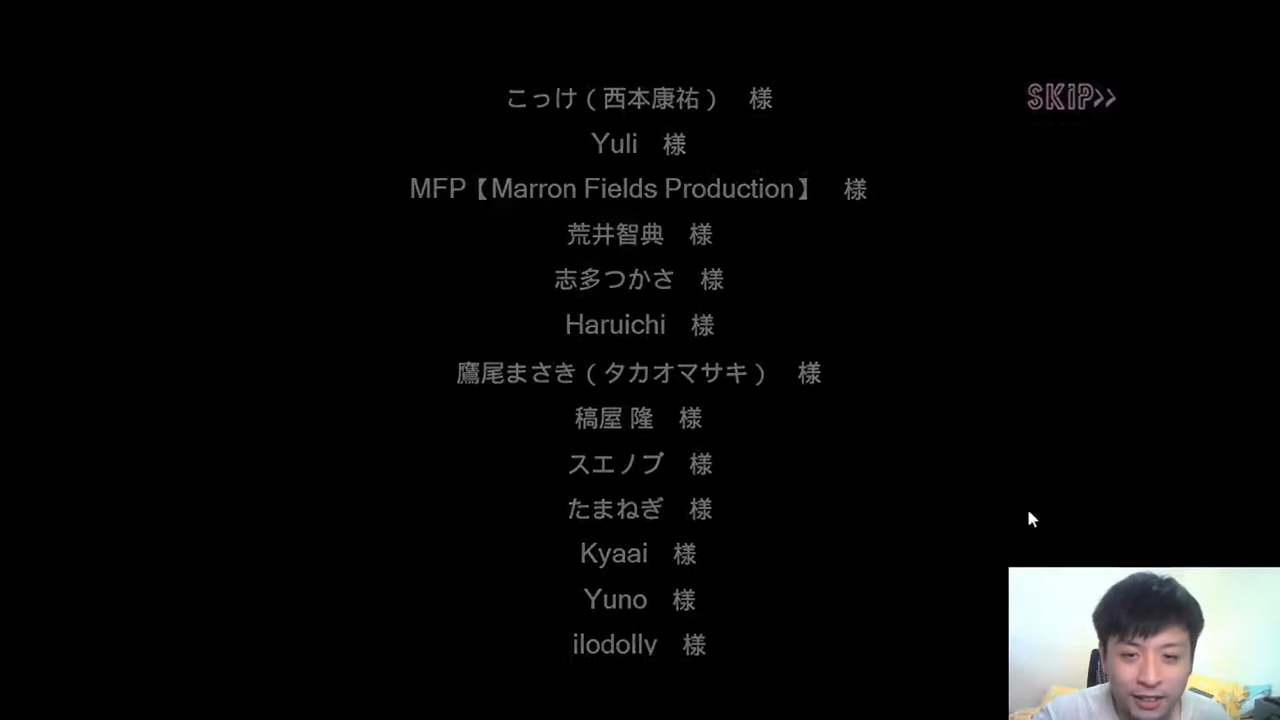 こっけ（西本康祐）　様
SKiP>>
Yuli　様
MFP【Marron Fields Production】　様
荒井智典　様
志多つかさ　様
Haruichi　様
鷹尾まさき（タカオマサキ）　様
稿屋 隆　様
スエノブ　様
たまねぎ　様
Kyaai　様
Yuno　様
ilodolly　様